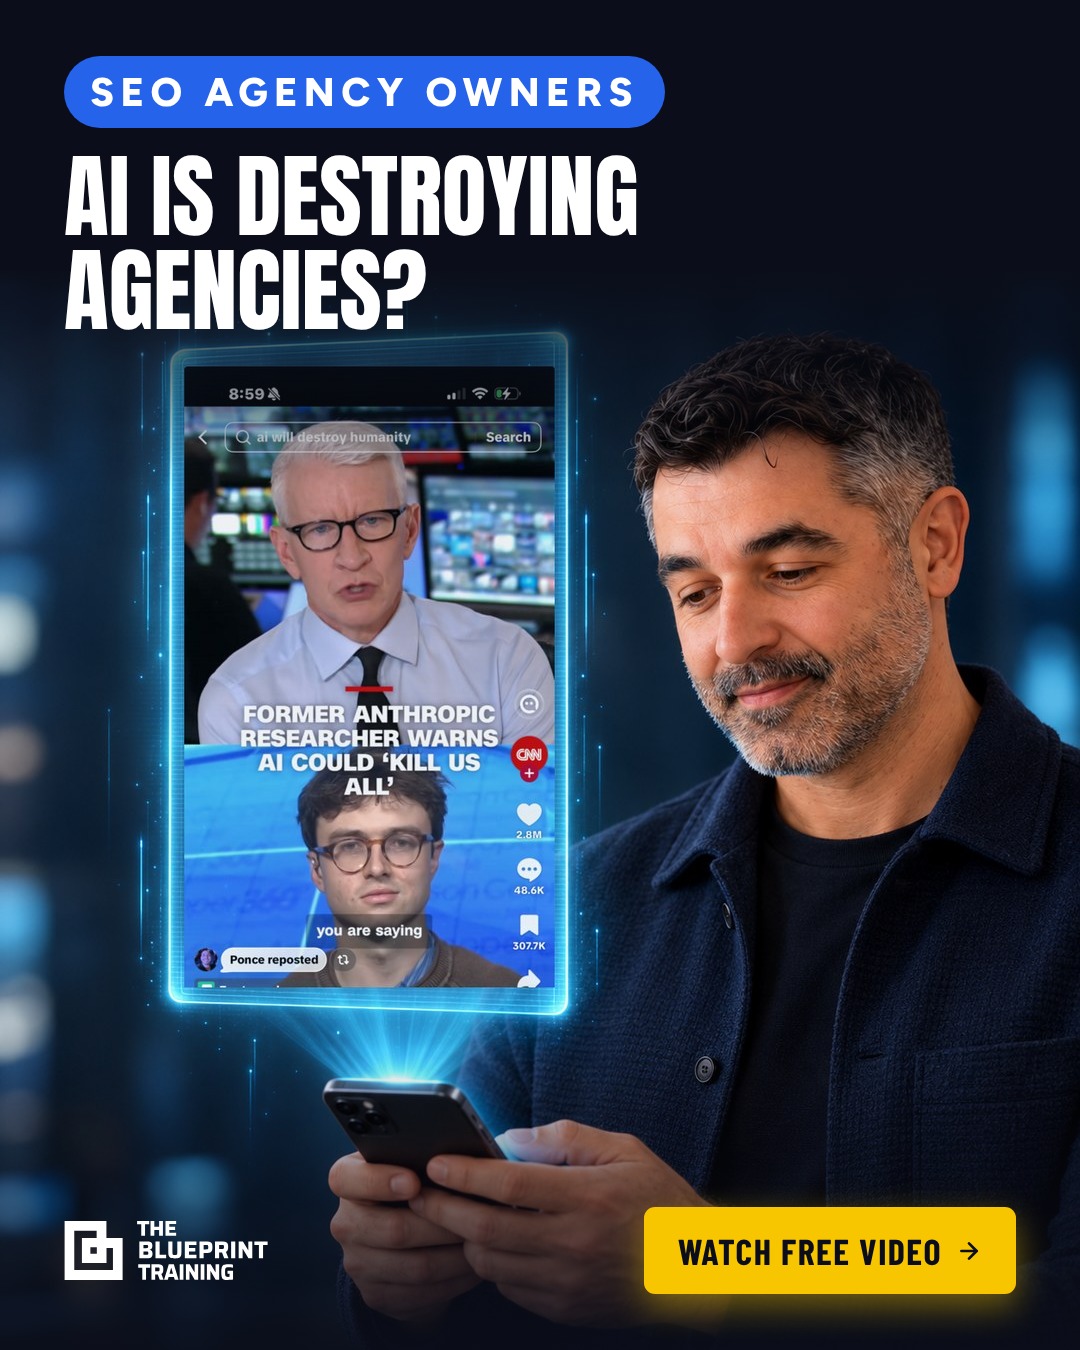 SEO AGENCY OWNERS
AI IS DESTROYING
AGENCIES?
8:59
ai will destroy humanity
Search
FORMER ANTHROPIC
RESEARCHER WARNS
AI COULD ‘KILL US
ALL’
CNN
2.8M
48.6K
you are saying
307.7K
Ponce reposted
THE
BLUEPRINT
TRAINING
WATCH FREE VIDEO →